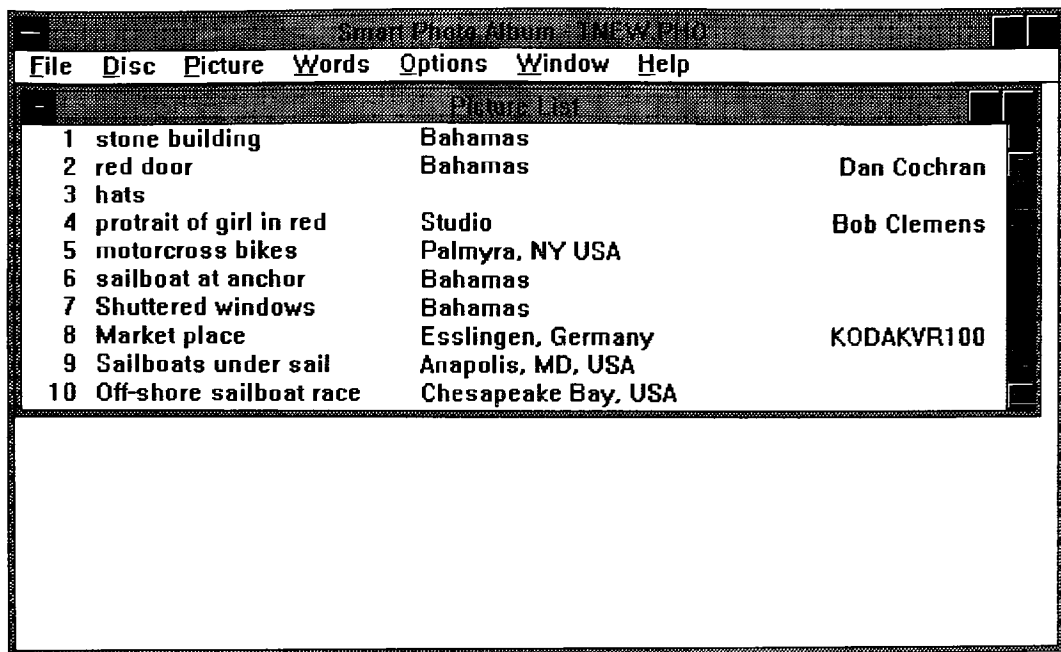 Smart Photo Album - TNEW.PHO
File Disc Picture Words Options Window Help
Picture List
1 stone building Bahamas
2 red door Bahamas Dan Cochran
3 hats
4 protrait of girl in red Studio Bob Clemens
5 motorcross bikes Palmyra, NY USA
6 sailboat at anchor Bahamas
7 Shuttered windows Bahamas
8 Market place Esslingen, Germany KODAKVR100
9 Sailboats under sail Anapolis, MD, USA
10 Off-shore sailboat race Chesapeake Bay, USA